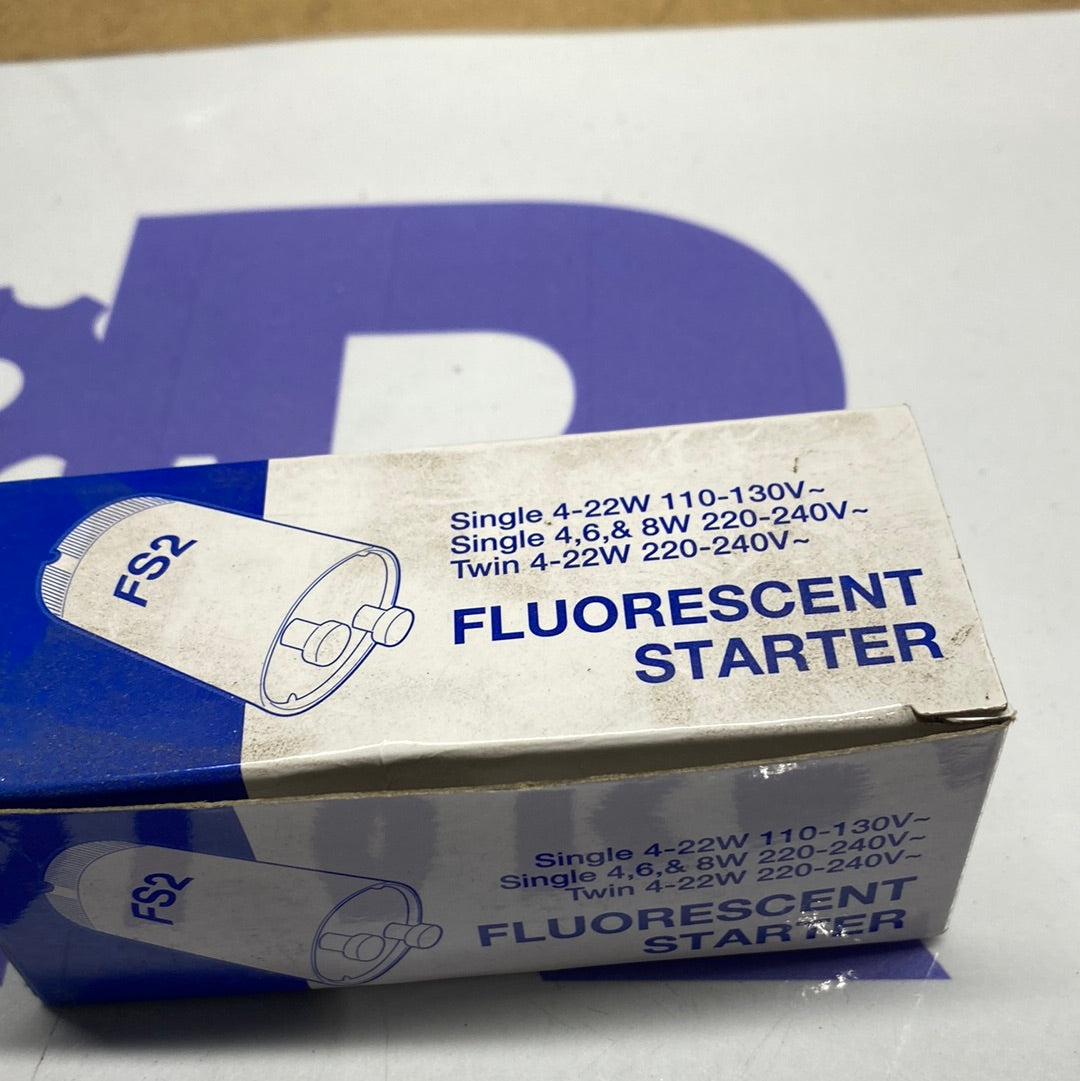 FS2
Single 4-22W 110-130V~
Single 4,6,& 8W 220-240V~
Twin 4-22W 220-240V~
FLUORESCENT
STARTER
FS2
Single 4-22W 110-130V~
Single 4,6,& 8W 220-240V~
Twin 4-22W 220-240V~
FLUORESCENT
STARTER